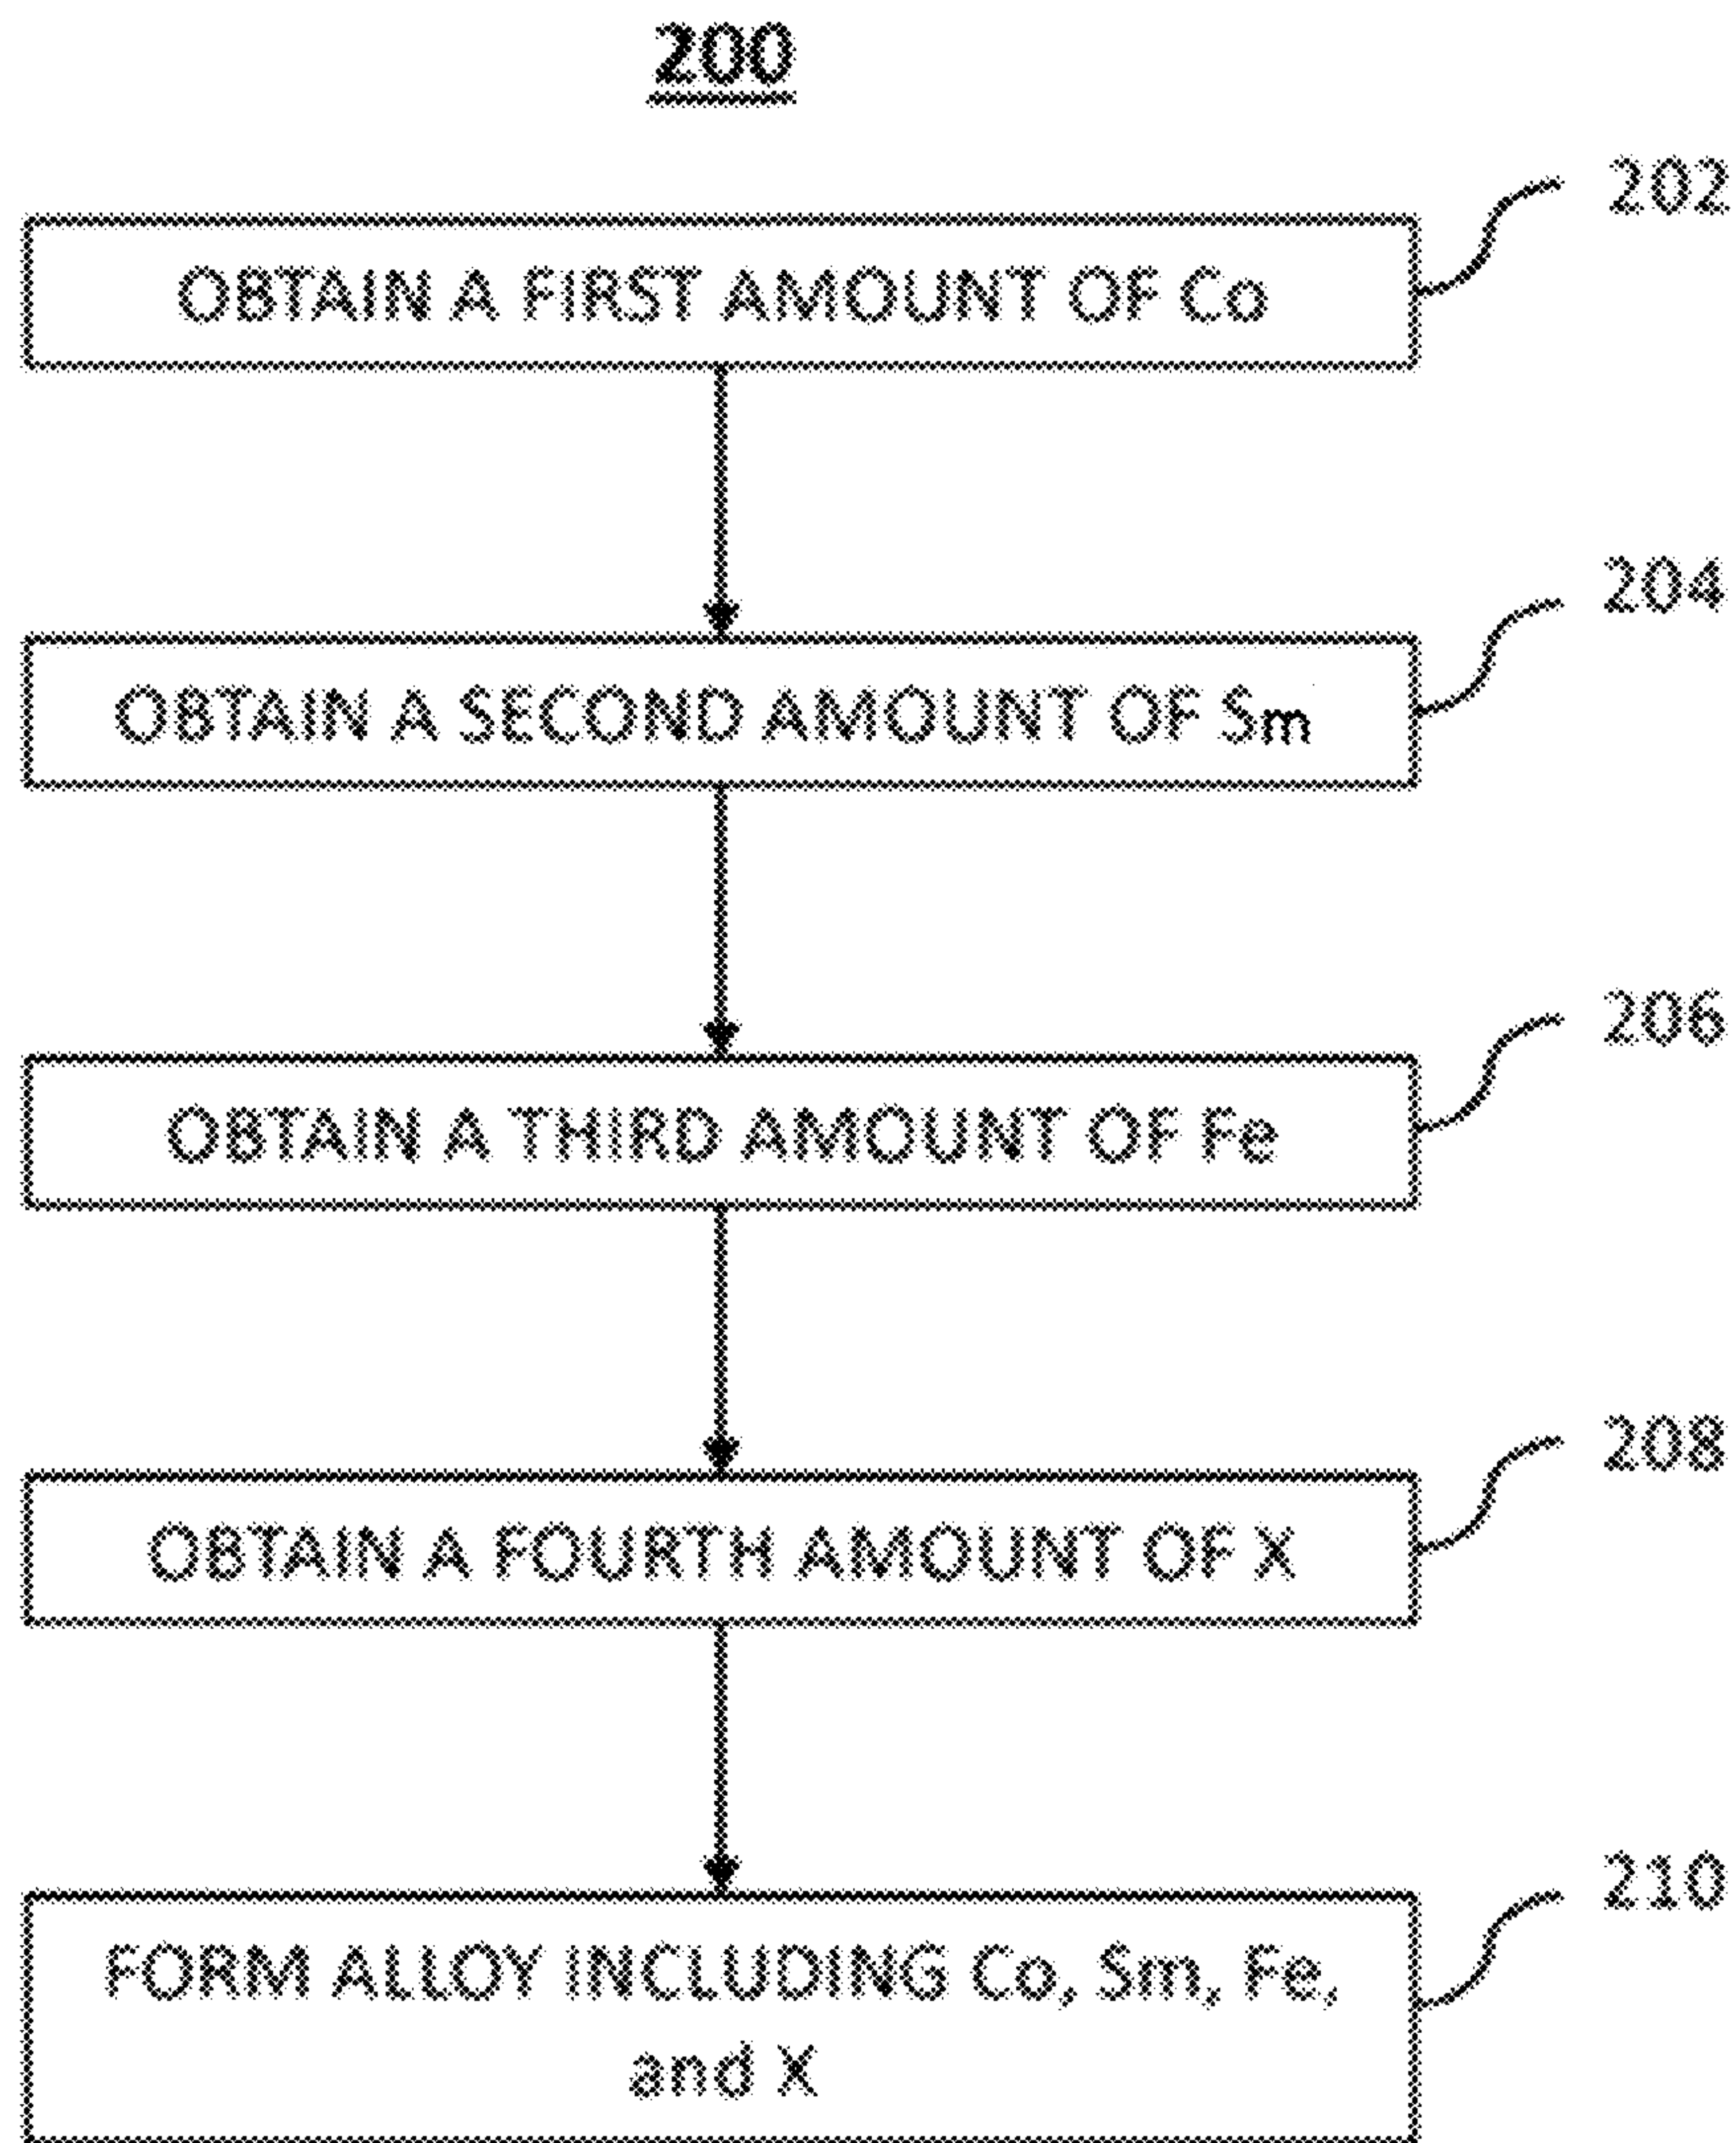 200
202
OBTAIN A FIRST AMOUNT OF Co
204
OBTAIN A SECOND AMOUNT OF Sm
206
OBTAIN A THIRD AMOUNT OF Fe
208
OBTAIN A FOURTH AMOUNT OF X
210
FORM ALLOY INCLUDING Co, Sm, Fe,
and X